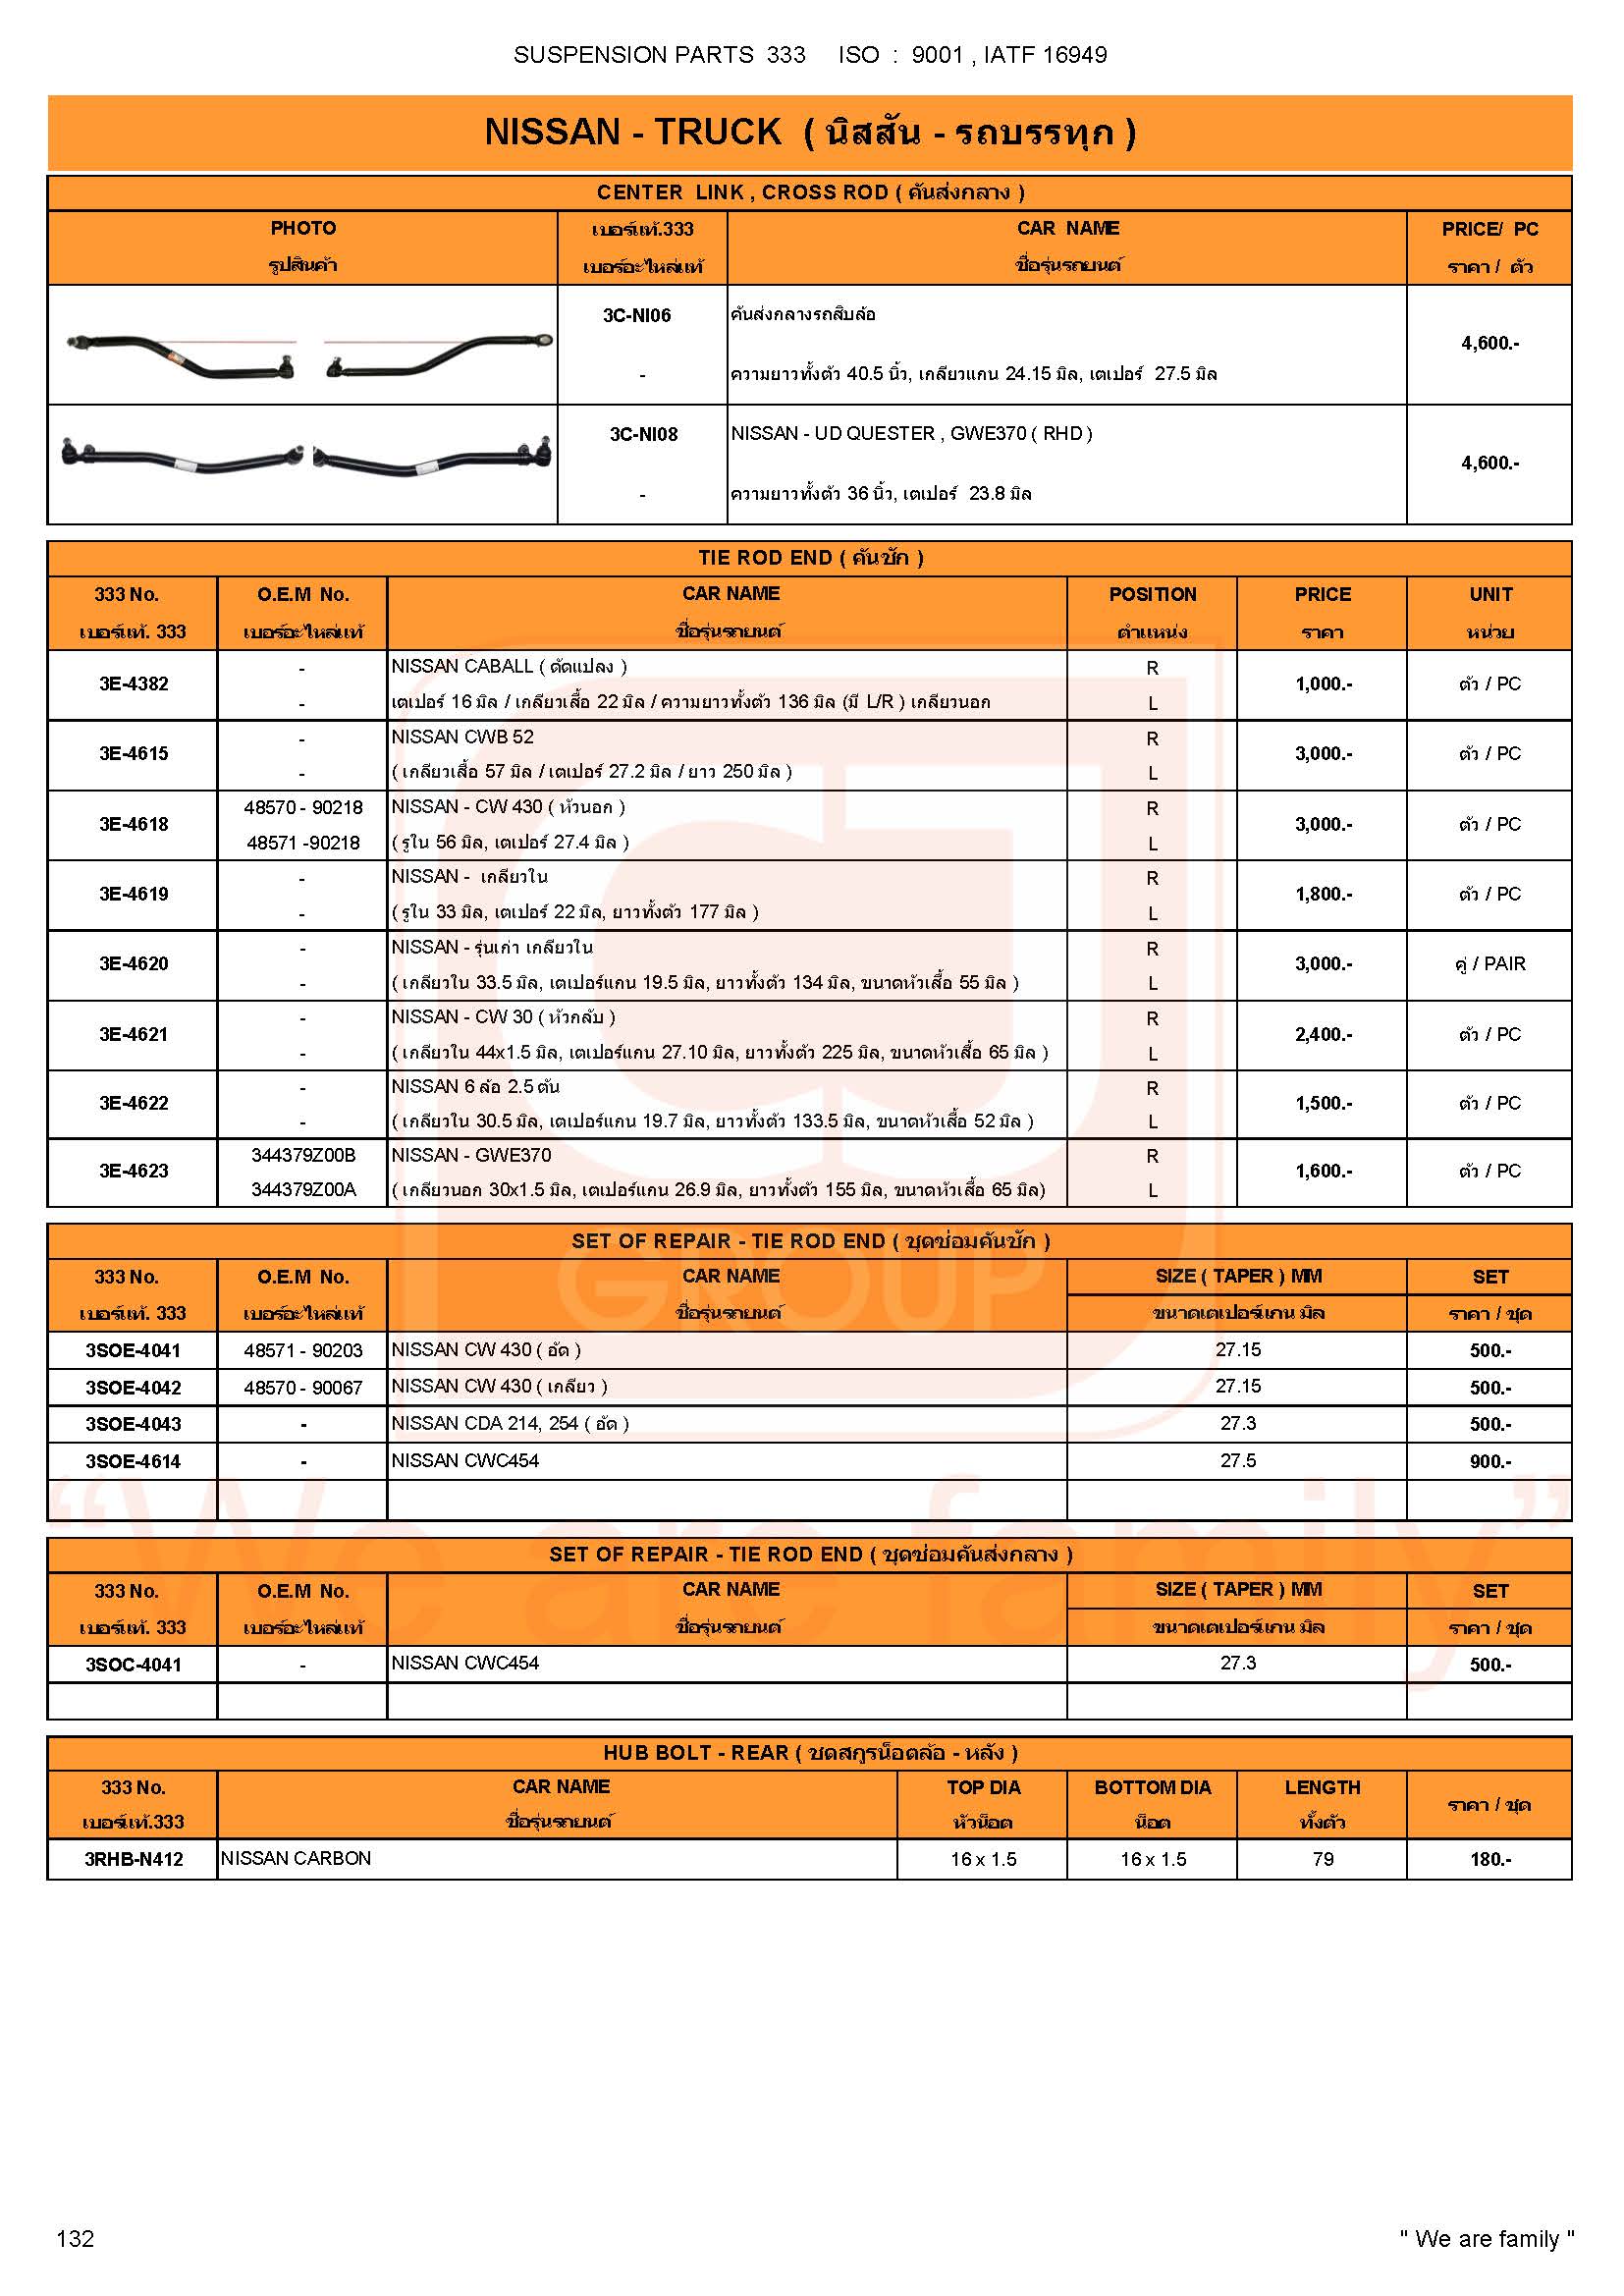 SUSPENSION PARTS 333 ISO : 9001 , IATF 16949
NISSAN - TRUCK ( นิสสัน - รถบรรทุก )
CENTER LINK , CROSS ROD ( คันส่งกลาง )
PHOTO เบอร์แท้.333 CAR NAME PRICE/ PC
รูปสินค้า เบอร์อะไหล่แท้ ชื่อรุ่นรถยนต์ ราคา / ตัว
3C-NI06 คันส่งกลางรถสิบล้อ
4,600.-
- ความยาวทั้งตัว 40.5 นิ้ว, เกลียวแกน 24.15 มิล, เตเปอร์ 27.5 มิล
3C-NI08 NISSAN - UD QUESTER , GWE370 ( RHD )
4,600.-
- ความยาวทั้งตัว 36 นิ้ว, เตเปอร์ 23.8 มิล
TIE ROD END ( คันชัก )
333 No. O.E.M No. CAR NAME POSITION PRICE UNIT
เบอร์แท้. 333 เบอร์อะไหล่แท้ ชื่อรุ่นรถยนต์ ตำแหน่ง ราคา หน่วย
- NISSAN CABALL ( ดัดแปลง ) R
3E-4382 1,000.- ตัว / PC
- เตเปอร์ 16 มิล / เกลียวเสื้อ 22 มิล / ความยาวทั้งตัว 136 มิล (มี L/R ) เกลียวนอก L
- NISSAN CWB 52 R
3E-4615 3,000.- ตัว / PC
- ( เกลียวเสื้อ 57 มิล / เตเปอร์ 27.2 มิล / ยาว 250 มิล ) L
48570 - 90218 NISSAN - CW 430 ( หัวนอก ) R
3E-4618 3,000.- ตัว / PC
48571 -90218 ( รูใน 56 มิล, เตเปอร์ 27.4 มิล ) L
- NISSAN - เกลียวใน R
3E-4619 1,800.- ตัว / PC
- ( รูใน 33 มิล, เตเปอร์ 22 มิล, ยาวทั้งตัว 177 มิล ) L
- NISSAN - รุ่นเก่า เกลียวใน R
3E-4620 3,000.- คู่ / PAIR
- ( เกลียวใน 33.5 มิล, เตเปอร์แกน 19.5 มิล, ยาวทั้งตัว 134 มิล, ขนาดหัวเสื้อ 55 มิล ) L
- NISSAN - CW 30 ( หัวกลับ ) R
3E-4621 2,400.- ตัว / PC
- ( เกลียวใน 44x1.5 มิล, เตเปอร์แกน 27.10 มิล, ยาวทั้งตัว 225 มิล, ขนาดหัวเสื้อ 65 มิล ) L
- NISSAN 6 ล้อ 2.5 ตัน R
3E-4622 1,500.- ตัว / PC
- ( เกลียวใน 30.5 มิล, เตเปอร์แกน 19.7 มิล, ยาวทั้งตัว 133.5 มิล, ขนาดหัวเสื้อ 52 มิล ) L
344379Z00B NISSAN - GWE370 R
3E-4623 1,600.- ตัว / PC
344379Z00A ( เกลียวนอก 30x1.5 มิล, เตเปอร์แกน 26.9 มิล, ยาวทั้งตัว 155 มิล, ขนาดหัวเสื้อ 65 มิล) L
GROUP
SET OF REPAIR - TIE ROD END ( ชุดซ่อมคันชัก )
333 No. O.E.M No. CAR NAME SIZE ( TAPER ) MM SET
เบอร์แท้. 333 เบอร์อะไหล่แท้ ชื่อรุ่นรถยนต์ ขนาดเตเปอร์แกน มิล ราคา / ชุด
3SOE-4041 48571 - 90203 NISSAN CW 430 ( อัด ) 27.15 500.-
3SOE-4042 48570 - 90067 NISSAN CW 430 ( เกลียว ) 27.15 500.-
3SOE-4043 - NISSAN CDA 214, 254 ( อัด ) 27.3 500.-
3SOE-4614 - NISSAN CWC454 27.5 900.-
“We are family”
SET OF REPAIR - TIE ROD END ( ชุดซ่อมคันส่งกลาง )
333 No. O.E.M No. CAR NAME SIZE ( TAPER ) MM SET
เบอร์แท้. 333 เบอร์อะไหล่แท้ ชื่อรุ่นรถยนต์ ขนาดเตเปอร์แกน มิล ราคา / ชุด
3SOC-4041 - NISSAN CWC454 27.3 500.-
HUB BOLT - REAR ( ชดสกูรน็อตล้อ - หลัง )
333 No. CAR NAME TOP DIA BOTTOM DIA LENGTH
ราคา / ชุด
เบอร์แท้.333 ชื่อรุ่นรถยนต์ หัวน็อต น็อต ทั้งตัว
3RHB-N412 NISSAN CARBON 16 x 1.5 16 x 1.5 79 180.-
132 " We are family "